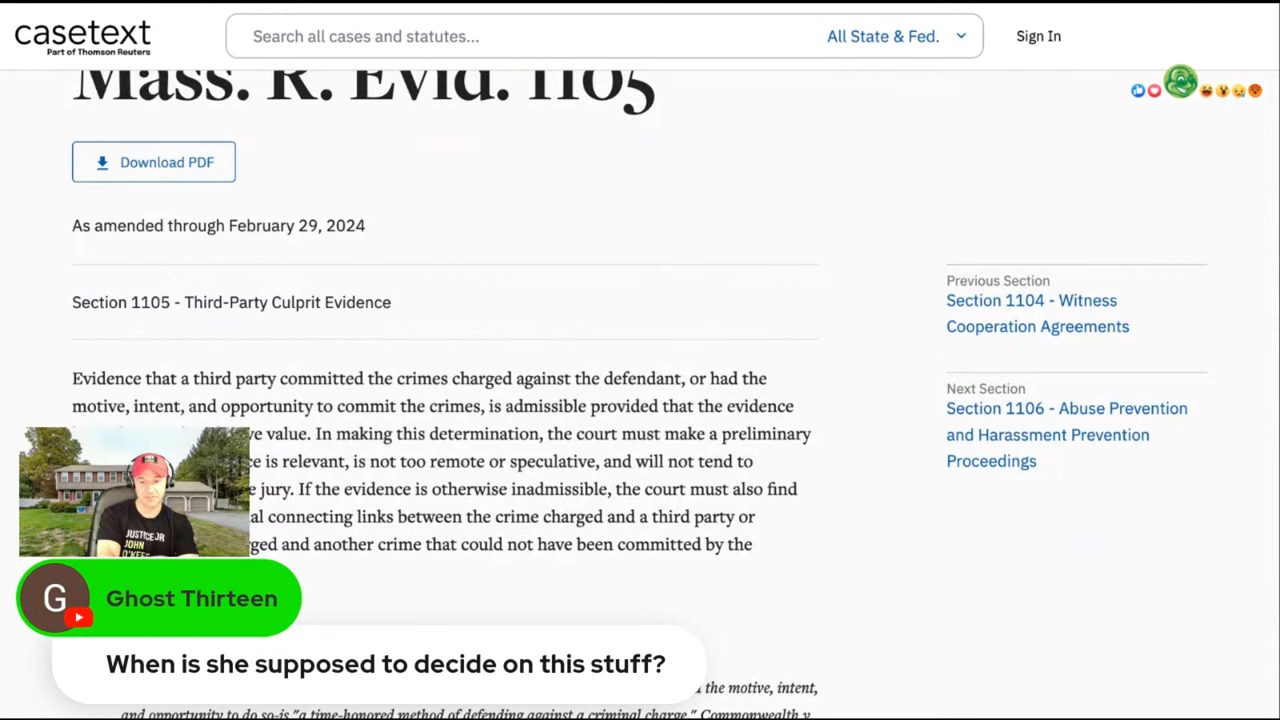 casetext
Part of Thomson Reuters
Search all cases and statutes...
All State & Fed.
Sign In
Mass. R. Evid. 1105
Download PDF
As amended through February 29, 2024
Section 1105 - Third-Party Culprit Evidence
Evidence that a third party committed the crimes charged against the defendant, or had the
motive, intent, and opportunity to commit the crimes, is admissible provided that the evidence
value. In making this determination, the court must make a preliminary
is relevant, is not too remote or speculative, and will not tend to
jury. If the evidence is otherwise inadmissible, the court must also find
connecting links between the crime charged and a third party or
and another crime that could not have been committed by the
Previous Section
Section 1104 - Witness
Cooperation Agreements
Next Section
Section 1106 - Abuse Prevention
and Harassment Prevention
Proceedings
JUSTICE
JOHN
G
Ghost Thirteen
When is she supposed to decide on this stuff?
the motive, intent,
and opportunity to do so-is "a time-honored method of defending against a criminal charge." Commonwealth v